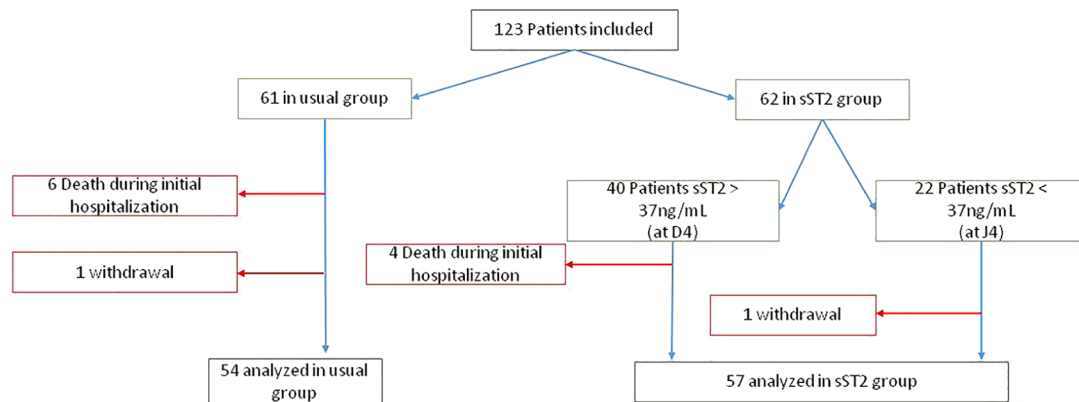 123 Patients included
61 in usual group
62 in sST2 group
6 Death during initial
hospitalization
40 Patients sST2 >
37ng/mL
(at D4)
22 Patients sST2 <
37ng/mL
(at J4)
4 Death during initial
hospitalization
1 withdrawal
1 withdrawal
54 analyzed in usual
group
57 analyzed in sST2 group